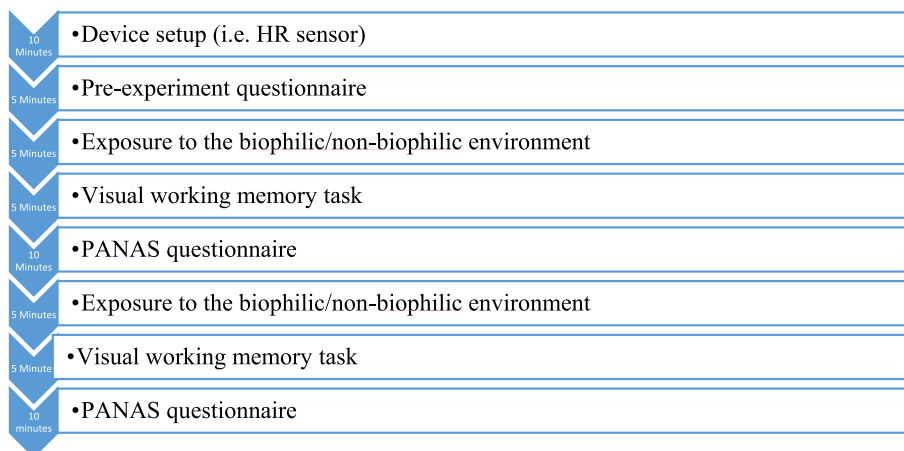 10
Minutes
•Device setup (i.e. HR sensor)
5 Minutes
•Pre-experiment questionnaire
5 Minutes
•Exposure to the biophilic/non-biophilic environment
5 Minutes
•Visual working memory task
10
Minutes
•PANAS questionnaire
5 Minutes
•Exposure to the biophilic/non-biophilic environment
5 Minute
•Visual working memory task
10
minutes
•PANAS questionnaire